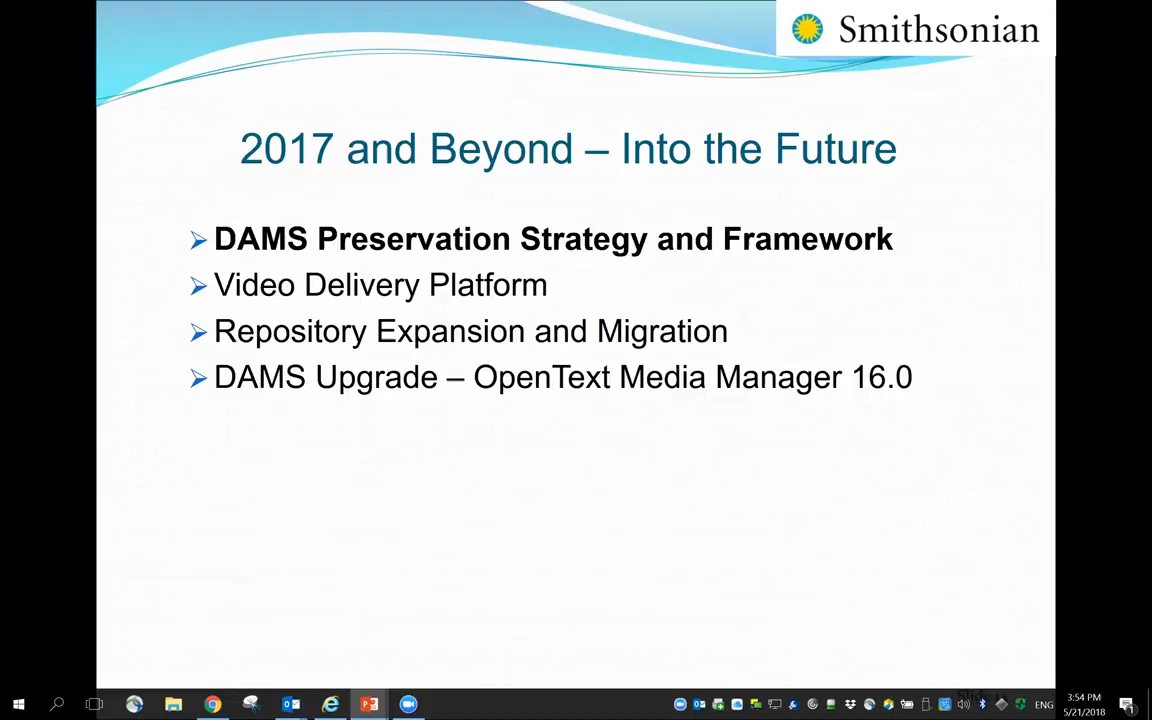 Smithsonian
2017 and Beyond – Into the Future
DAMS Preservation Strategy and Framework
Video Delivery Platform
Repository Expansion and Migration
DAMS Upgrade – OpenText Media Manager 16.0
ENG
3:54 PM
5/21/2018